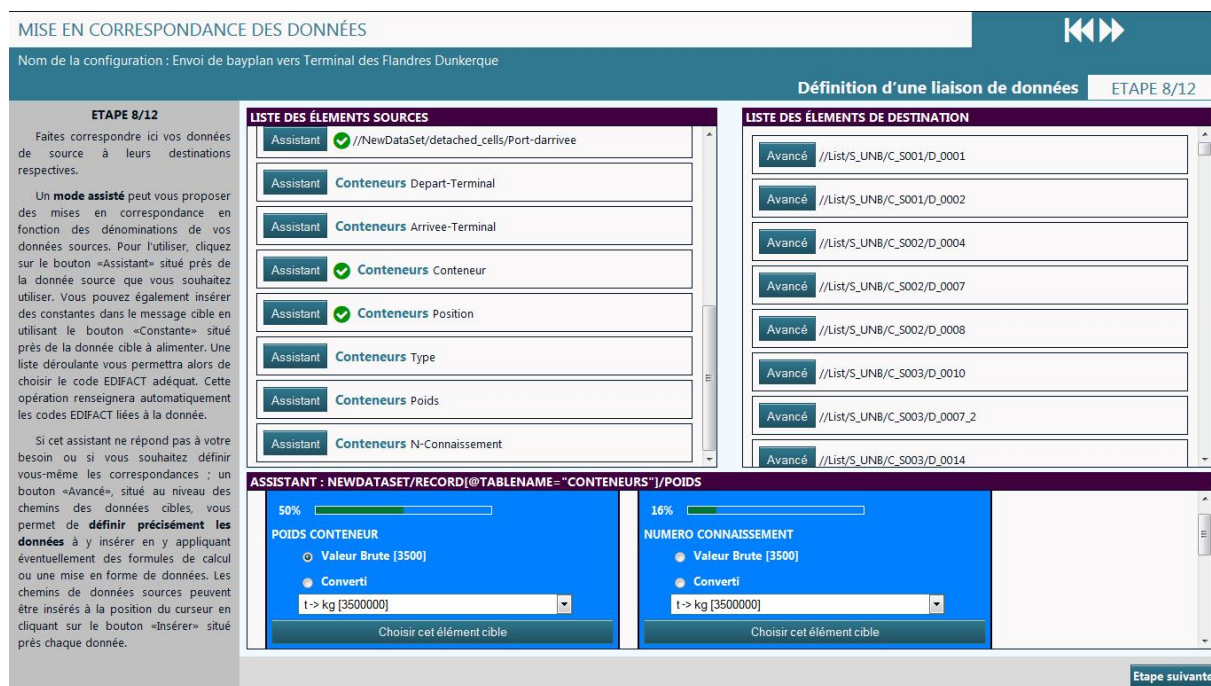 MISE EN CORRESPONDANCE DES DONNÉES
Nom de la configuration : Envoi de bayplan vers Terminal des Flandres Dunkerque
Définition d'une liaison de données
ETAPE 8/12
ETAPE 8/12
Faites correspondre ici vos données
de source à leurs destinations
respectives.
Un mode assisté peut vous proposer
des mises en correspondance en
fonction des dénominations de vos
données sources. Pour l'utiliser, cliquez
sur le bouton «Assistant» situé près de
la donnée source que vous souhaitez
utiliser. Vous pouvez également insérer
des constantes dans le message cible en
utilisant le bouton «Constante» situé
près de la donnée cible à alimenter. Une
liste déroulante vous permettra alors de
choisir le code EDIFACT adéquat. Cette
opération renseignera automatiquement
les codes EDIFACT liées à la donnée.
Si cet assistant ne répond pas à votre
besoin ou si vous souhaitez définir
vous-même les correspondances ; un
bouton «Avancé», situé au niveau des
chemins des données cibles, vous
permet de définir précisément les
données à y insérer en y appliquant
éventuellement des formules de calcul
ou une mise en forme de données. Les
chemins de données sources peuvent
être insérés à la position du curseur en
cliquant sur le bouton «Insérer» situé
près chaque donnée.
LISTE DES ÉLEMENTS SOURCES
Assistant //NewDataSet/detached_cells/Port-darrivee
Assistant Conteneurs Depart-Terminal
Assistant Conteneurs Arrivee-Terminal
Assistant Conteneurs Conteneur
Assistant Conteneurs Position
Assistant Conteneurs Type
Assistant Conteneurs Poids
Assistant Conteneurs N-Connaissement
LISTE DES ÉLEMENTS DE DESTINATION
Avancé //List/S_UNB/C_S001/D_0001
Avancé //List/S_UNB/C_S001/D_0002
Avancé //List/S_UNB/C_S002/D_0004
Avancé //List/S_UNB/C_S002/D_0007
Avancé //List/S_UNB/C_S002/D_0008
Avancé //List/S_UNB/C_S003/D_0010
Avancé //List/S_UNB/C_S003/D_0007_2
Avancé //List/S_UNB/C_S003/D_0014
ASSISTANT : NEWDATASET/RECORD[@TABLENAME="CONTENEURS"]/POIDS
50%
POIDS CONTENEUR
Valeur Brute [3500]
Converti
t -> kg [3500000]
Choisir cet élément cible
16%
NUMERO CONNAISSEMENT
Valeur Brute [3500]
Converti
t -> kg [3500000]
Choisir cet élément cible
Etape suivante